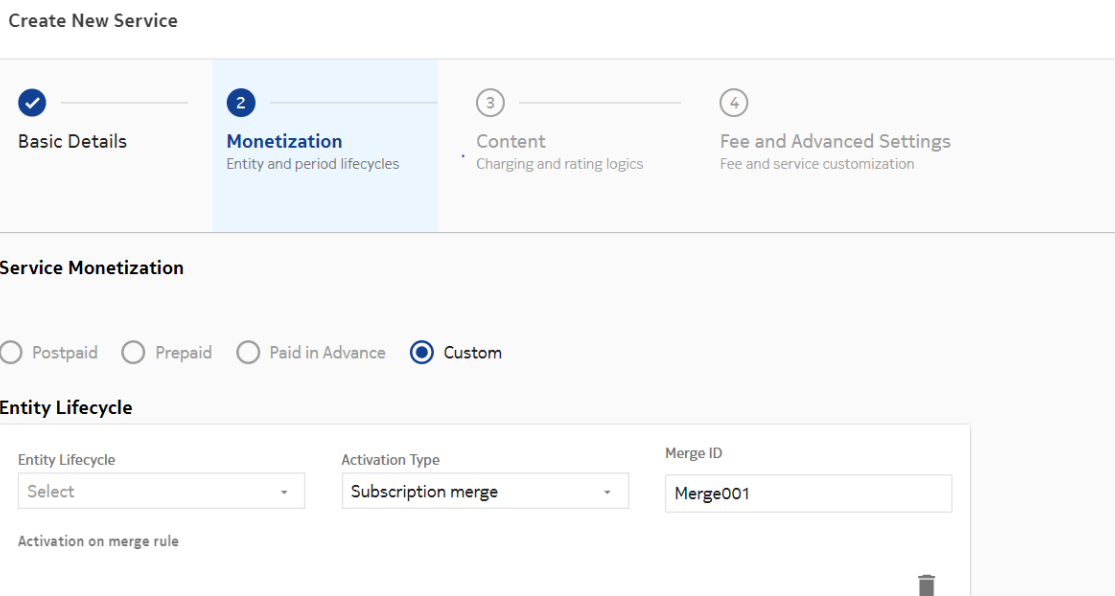 Create New Service
2
3
4
Basic Details
Monetization
Content
Fee and Advanced Settings
Entity and period lifecycles
Charging and rating logics
Fee and service customization
Service Monetization
Postpaid
Prepaid
Paid in Advance
Custom
Entity Lifecycle
Entity Lifecycle
Activation Type
Merge ID
Select
Subscription merge
Merge001
Activation on merge rule